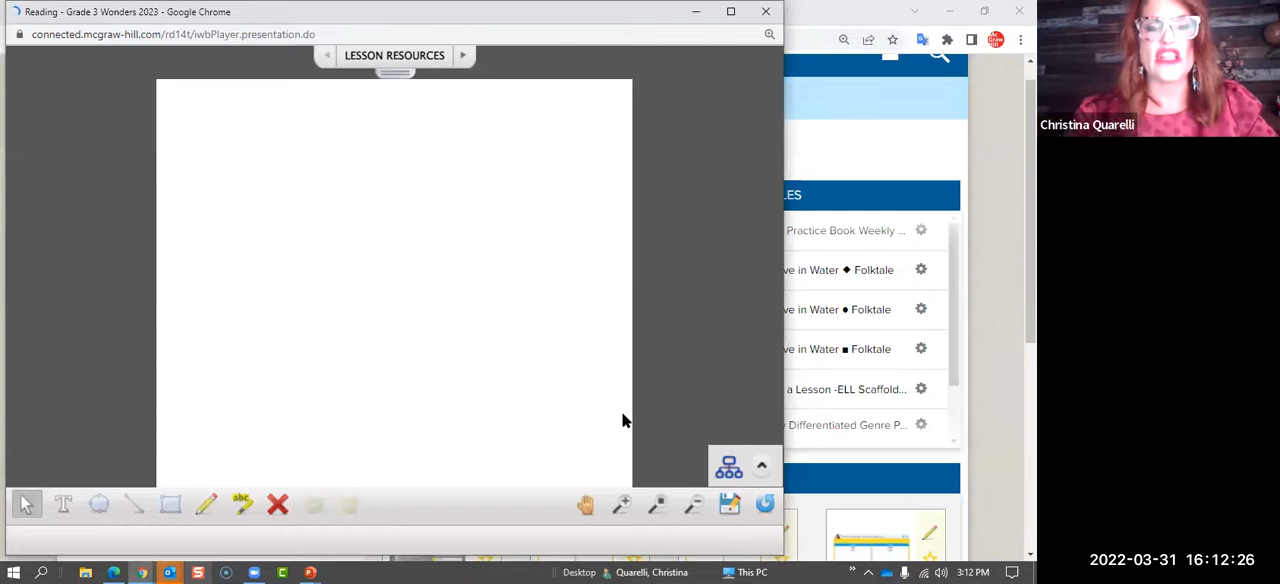 Reading - Grade 3 Wonders 2023 - Google Chrome
connected.mcgraw-hill.com/rd14t/iwbPlayer.presentation.do
LESSON RESOURCES
Christina Quarelli
LES
Practice Book Weekly ...
ve in Water ◆ Folktale
ve in Water ● Folktale
ve in Water ■ Folktale
a Lesson -ELL Scaffold...
Differentiated Genre P...
T
abc
Desktop
Quarelli, Christina
This PC
3:12 PM
2022-03-31 16:12:26